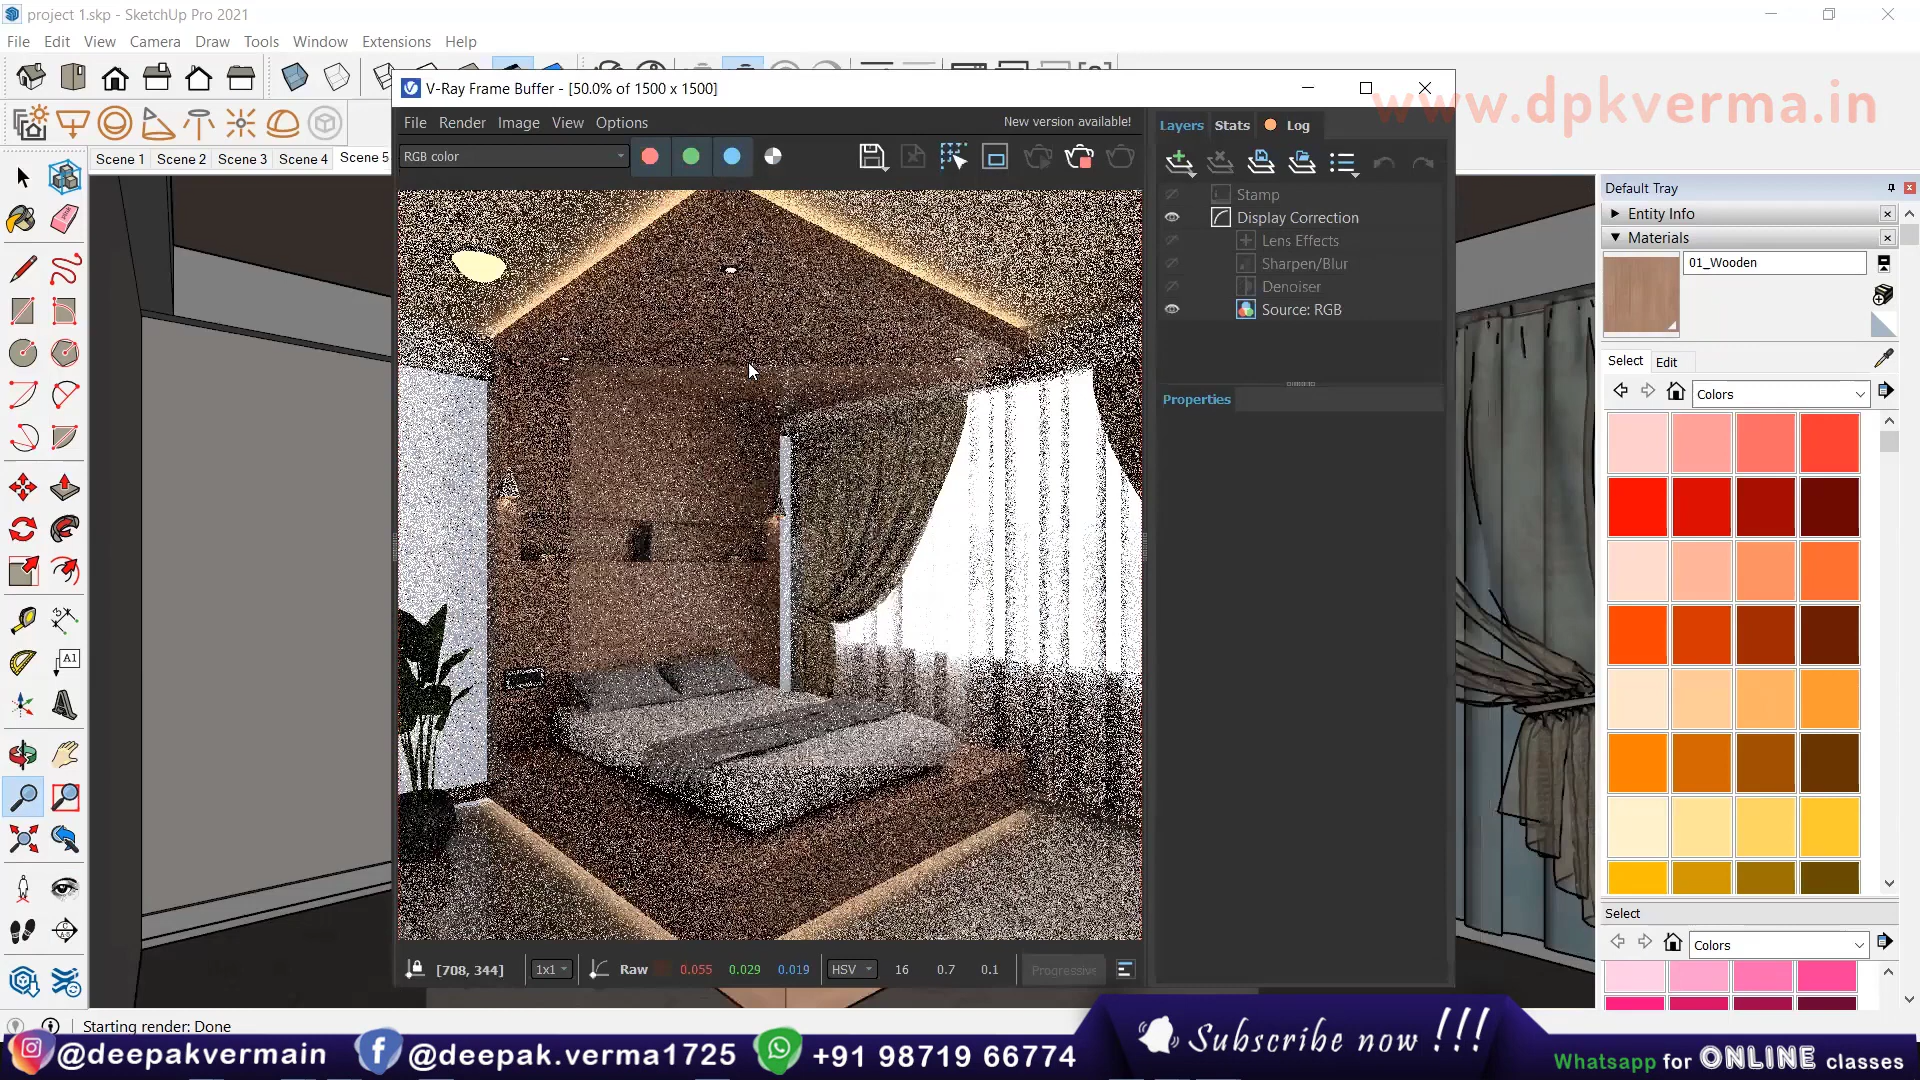 project 1.skp - SketchUp Pro 2021
File Edit View Camera Draw Tools Window Extensions Help
V-Ray Frame Buffer - [50.0% of 1500 x 1500]
www.dpkverma.in
File Render Image View Options
New version available!
Layers Stats Log
RGB color
Scene 1 Scene 2 Scene 3 Scene 4 Scene 5
Stamp
Display Correction
Lens Effects
Sharpen/Blur
Denoiser
Source: RGB
Properties
Default Tray
Entity Info
Materials
01_Wooden
Select Edit
Colors
Select
Colors
A1
[708, 344] 1x1 Raw 0.055 0.029 0.019 HSV 16 0.7 0.1 Progressive
Starting render: Done
@deepakvermain @deepak.verma1725 +91 98719 66774
Subscribe now !!!
Whatsapp for ONLINE classes